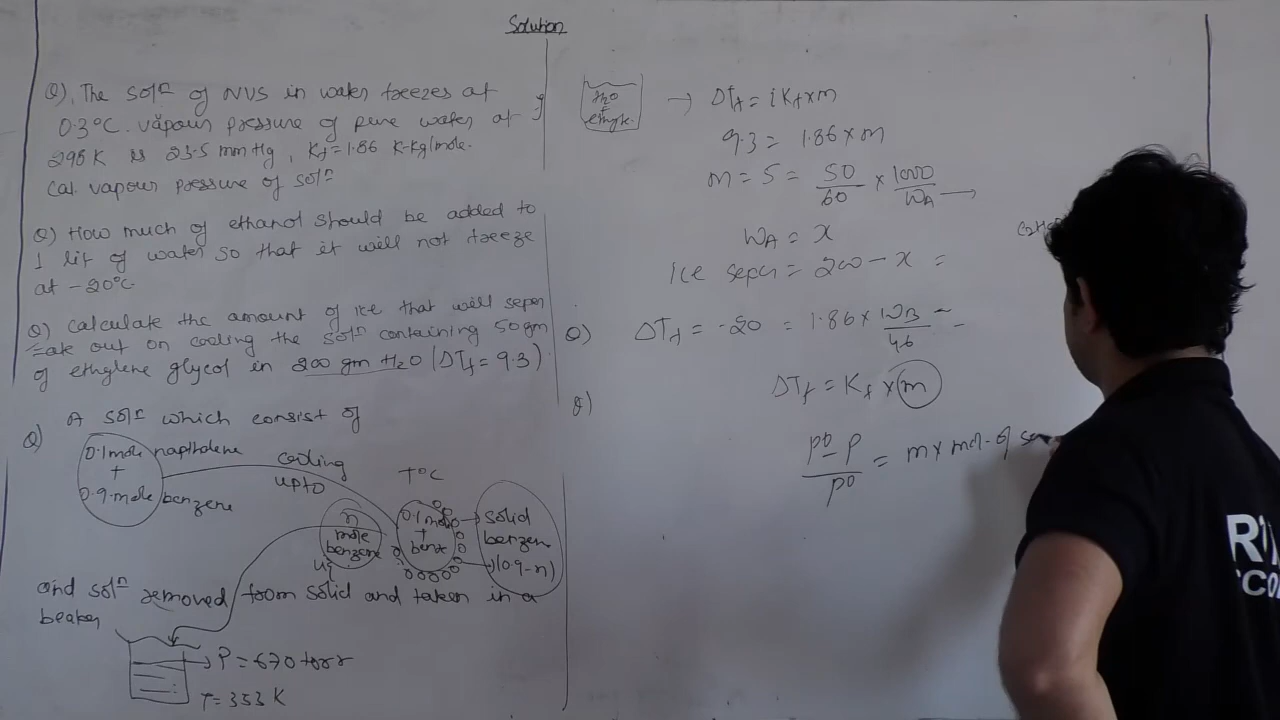 Solution
Q). The solⁿ of NVS in water freezes at
0.3°C. vapour pressure of pure water at
298 K is 23.5 mmHg, Kf = 1.86 K-Kg/mole.
Cal. vapour pressure of solⁿ
Q) How much of ethanol should be added to
1 lit of water so that it will not freeze
at -20°C.
Q) Calculate the amount of ice that will separ
ate out on cooling the solⁿ containing 50 gm
of ethylene glycol in 200 gm H₂O (ΔTf = 9.3)
Q) A solⁿ which consist of
0.1 mole napthalene
+
0.9 mole benzene
cooling
upto
T°C
n
mole
benzene
0.1 mole
+
benz
solid
benzen
(0.9-n)
and solⁿ removed from solid and taken in a
beaker
P = 670 torr
T = 353 K
H₂O
+
→ ΔTf = i Kf × m
9.3 = 1.86 × m
m = 5 = 50/60 × 1000/WA →
WA = x
Ice separ = 200 - x =
Q) ΔTf = -20 = 1.86 × WB/46
ΔTf = Kf × m
Q)
P° - P / P° = m × mol. of